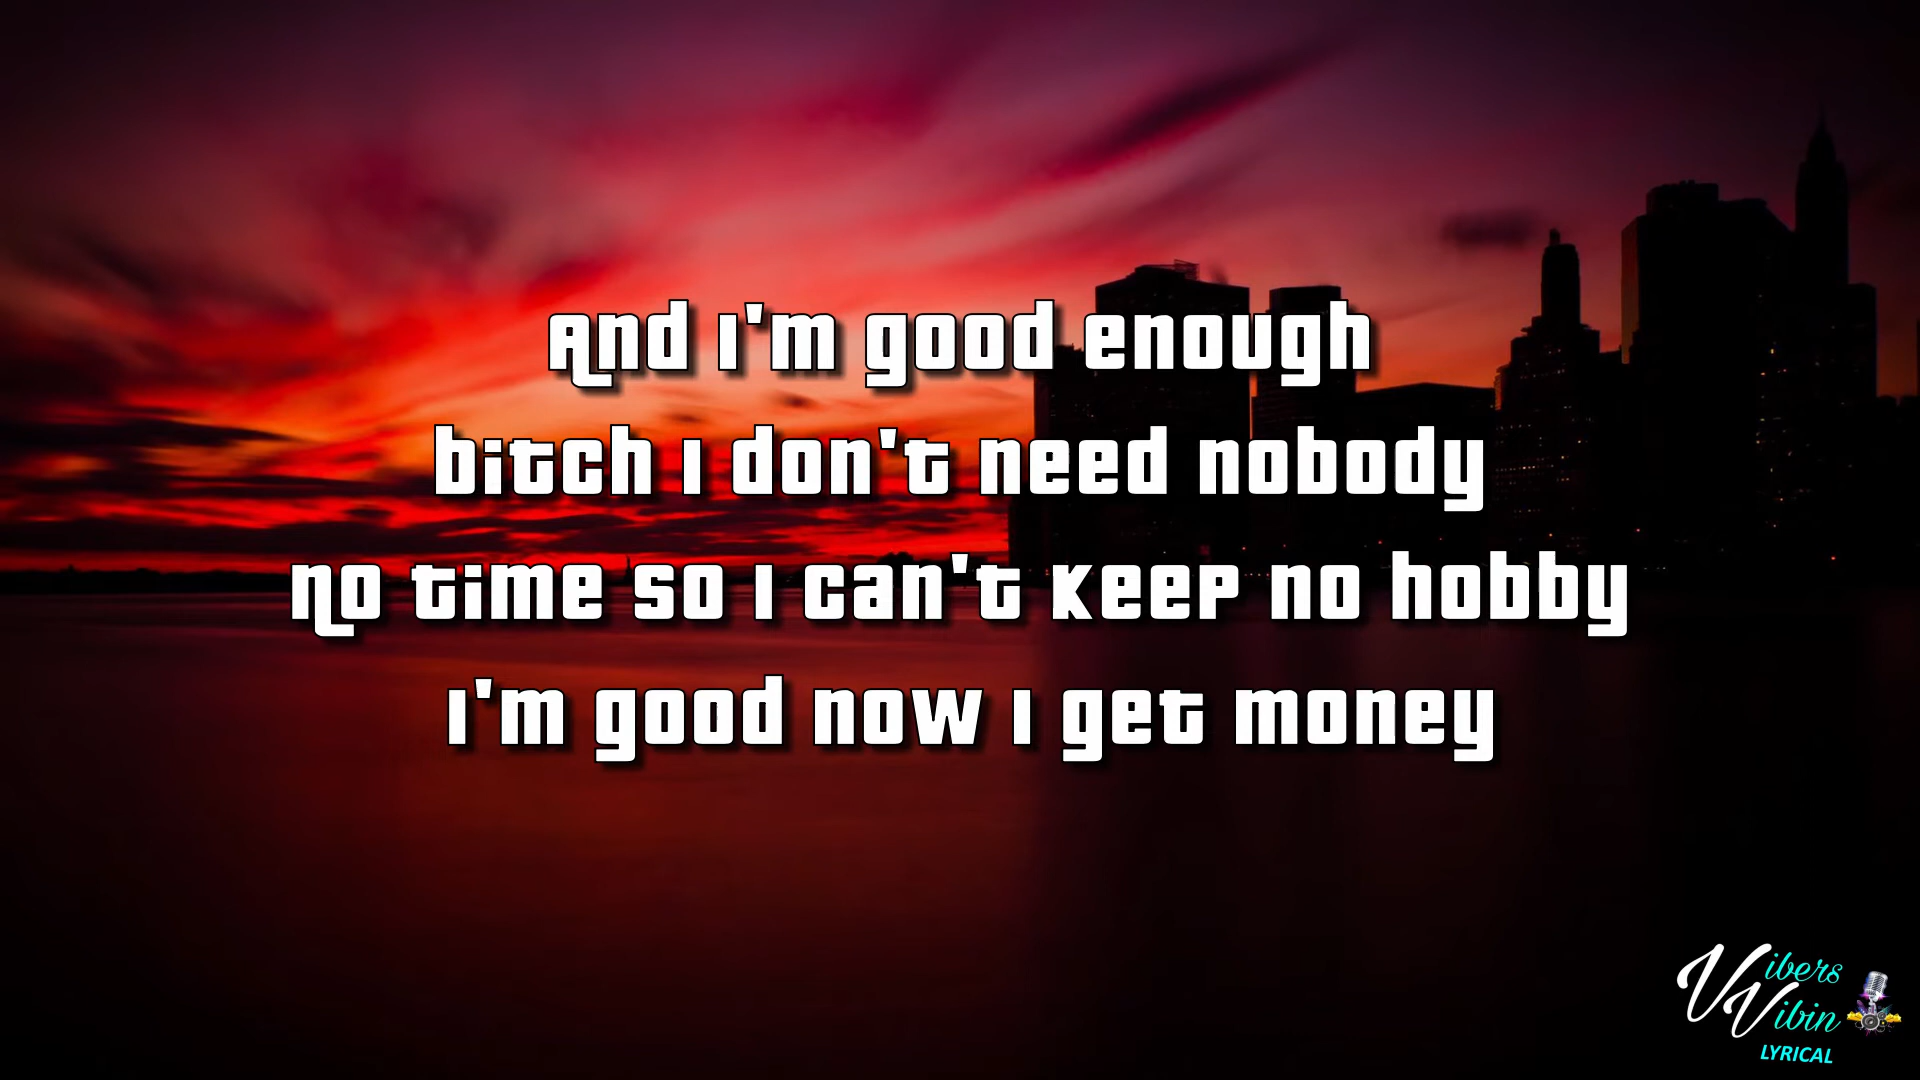 And I'm good enough
bitch I don't need nobody
No time so I can't keep no hobby
I'm good now I get money
Vibers
Vibin
LYRICAL